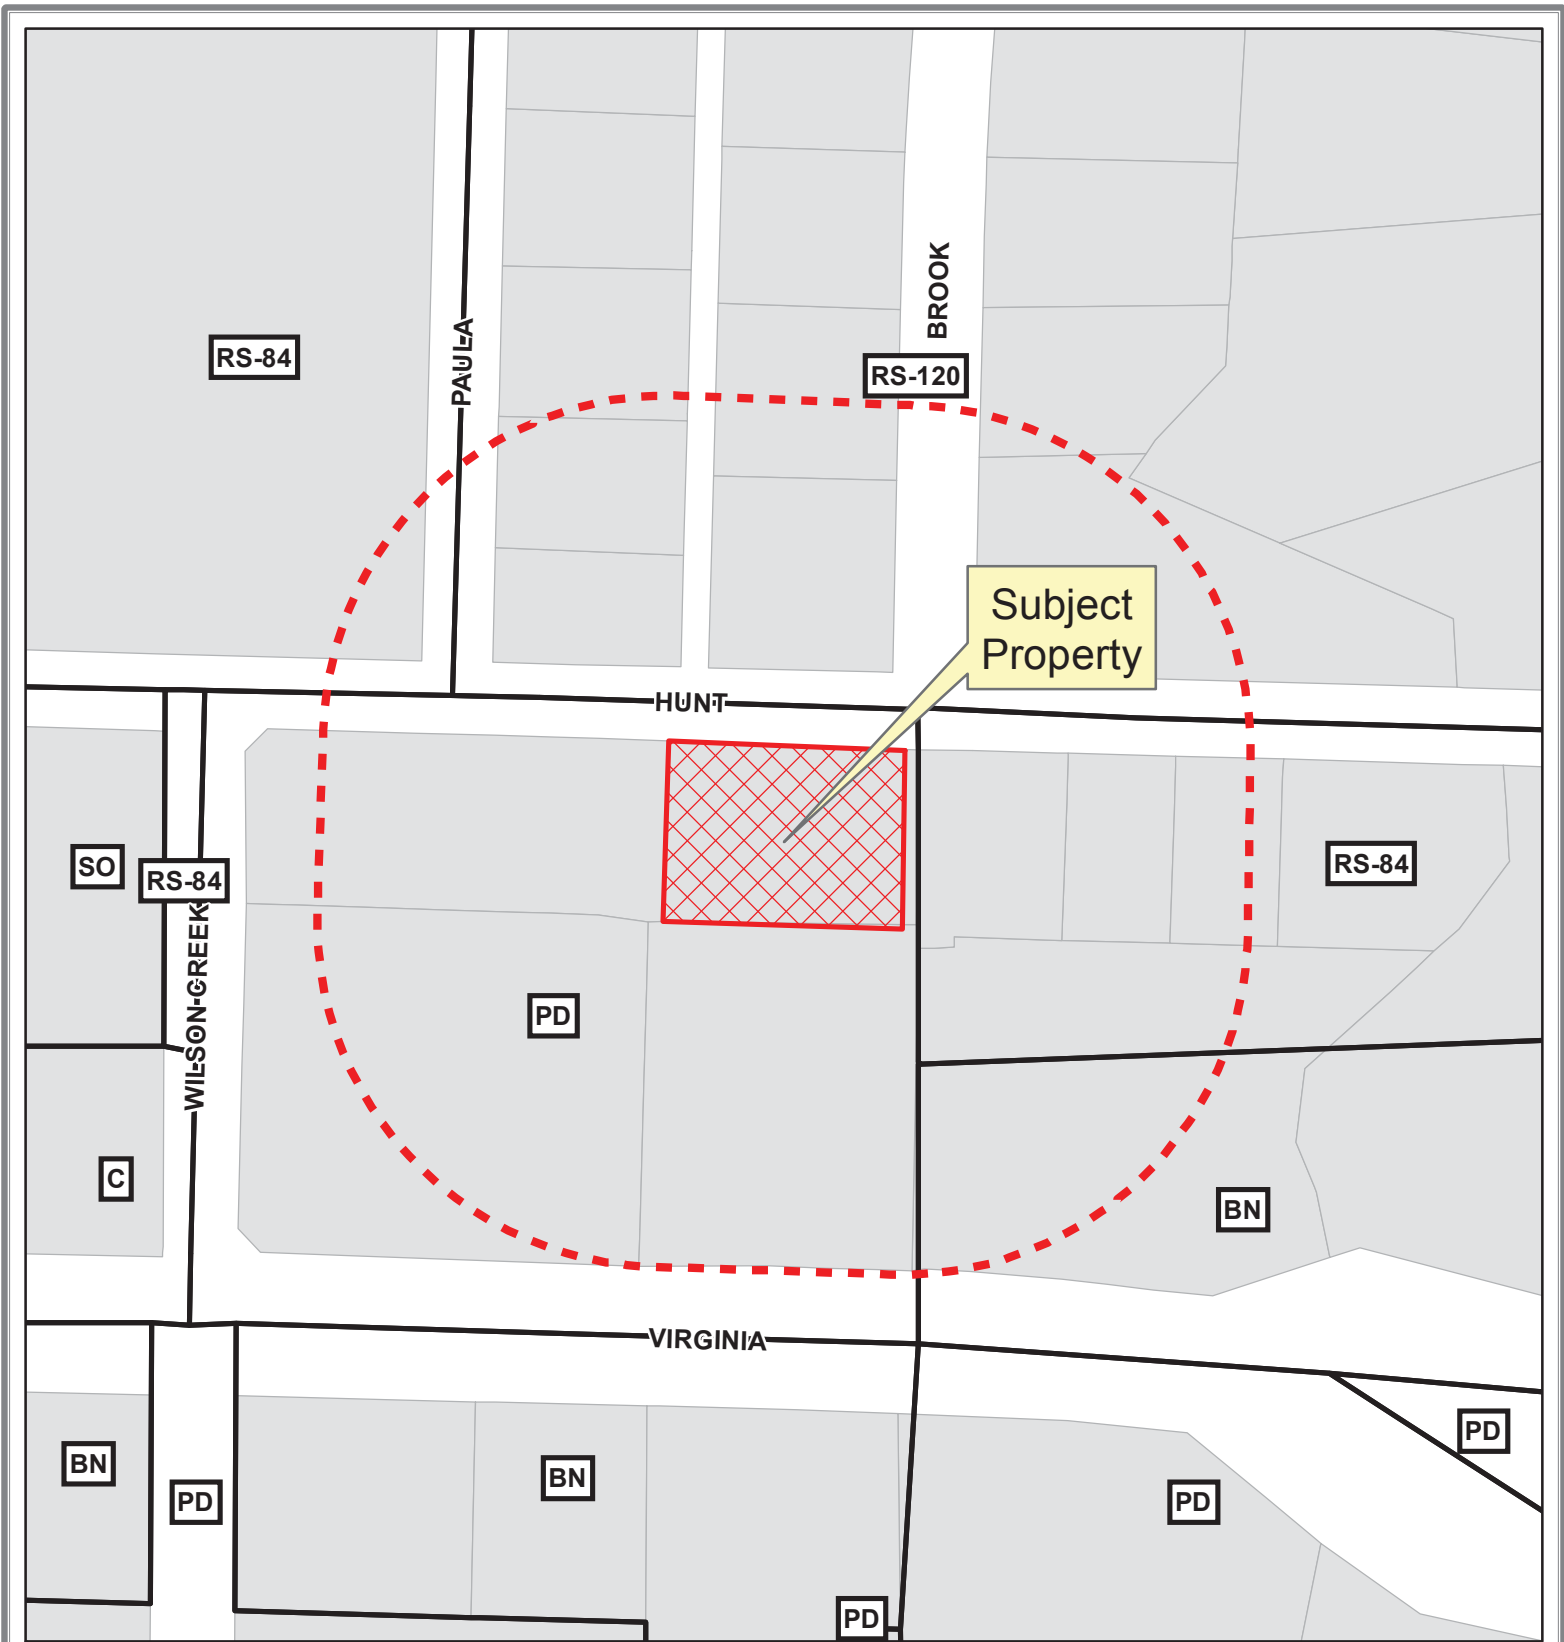 BROOK
PAULA
RS-84
RS-120
Subject
Property
HUNT
SO
RS-84
RS-84
WILSON CREEK
PD
C
BN
VIRGINIA
PD
BN
BN
PD
PD
PD